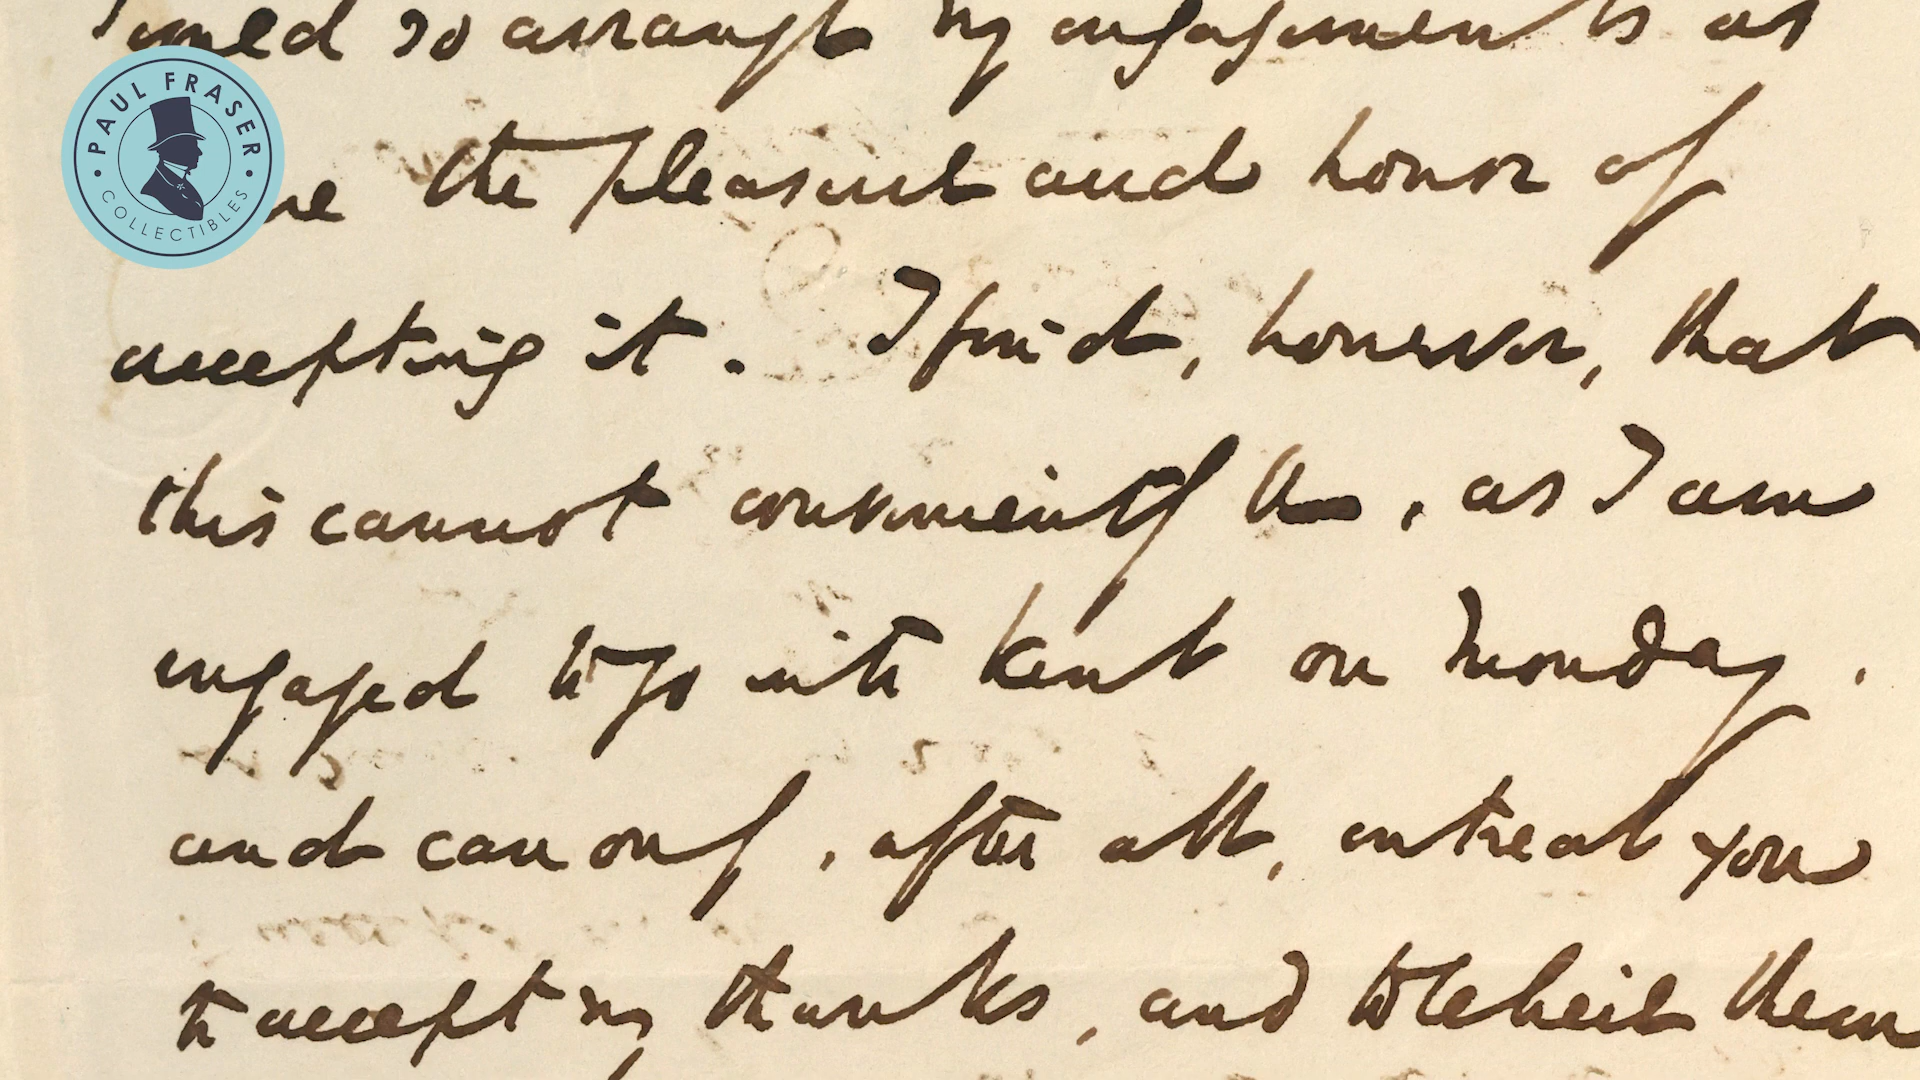 PAUL FRASER
COLLECTIBLES
so arrange my engagements as
the pleasure and honor of
accepting it. I find, however, that
this cannot conveniently be, as I am
engaged to go into Kent on Monday.
and can only, after all, entreat you
to accept my thanks, and to believe them